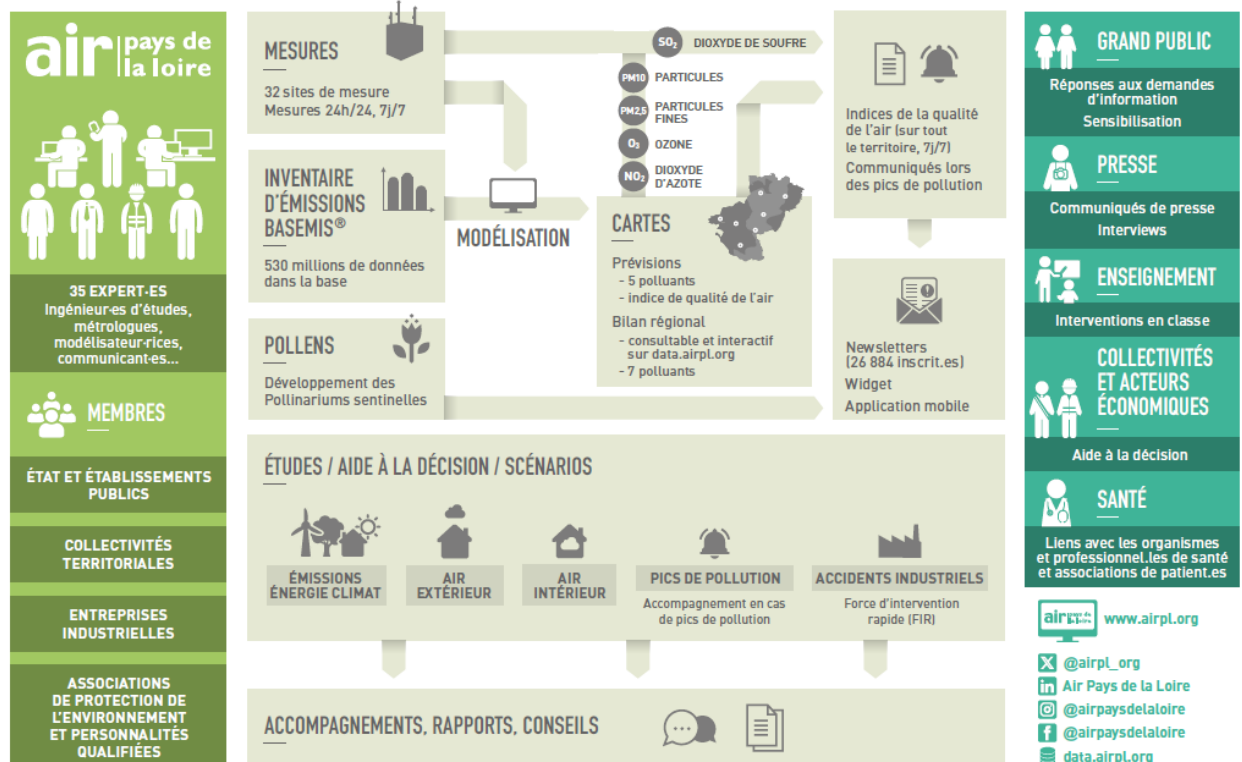 air pays de
la loire
35 EXPERT·ES
Ingénieur·es d'études,
métrologues,
modélisateur·rices,
communicant·es...
MEMBRES
ÉTAT ET ÉTABLISSEMENTS
PUBLICS
COLLECTIVITÉS
TERRITORIALES
ENTREPRISES
INDUSTRIELLES
ASSOCIATIONS
DE PROTECTION DE
L'ENVIRONNEMENT
ET PERSONNALITÉS
QUALIFIÉES
MESURES
32 sites de mesure
Mesures 24h/24, 7j/7
INVENTAIRE
D'ÉMISSIONS
BASEMIS®
530 millions de données
dans la base
POLLENS
Développement des
Pollinariums sentinelles
MODÉLISATION
SO₂ DIOXYDE DE SOUFRE
PM10 PARTICULES
PM2,5 PARTICULES
FINES
O₃ OZONE
NO₂ DIOXYDE
D'AZOTE
CARTES
Prévisions
- 5 polluants
- indice de qualité de l'air
Bilan régional
- consultable et interactif
sur data.airpl.org
- 7 polluants
Indices de la qualité
de l'air (sur tout
le territoire, 7j/7)
Communiqués lors
des pics de pollution
Newsletters
(26 884 inscrit.es)
Widget
Application mobile
ÉTUDES / AIDE À LA DÉCISION / SCÉNARIOS
ÉMISSIONS
ÉNERGIE CLIMAT
AIR
EXTÉRIEUR
AIR
INTÉRIEUR
PICS DE POLLUTION
Accompagnement en cas
de pics de pollution
ACCIDENTS INDUSTRIELS
Force d'intervention
rapide (FIR)
ACCOMPAGNEMENTS, RAPPORTS, CONSEILS
GRAND PUBLIC
Réponses aux demandes
d'information
Sensibilisation
PRESSE
Communiqués de presse
Interviews
ENSEIGNEMENT
Interventions en classe
COLLECTIVITÉS
ET ACTEURS
ÉCONOMIQUES
Aide à la décision
SANTÉ
Liens avec les organismes
et professionnel.les de santé
et associations de patient.es
air pays de
la loire
www.airpl.org
@airpl_org
in Air Pays de la Loire
@airpaysdelaloire
@airpaysdelaloire
data.airpl.org